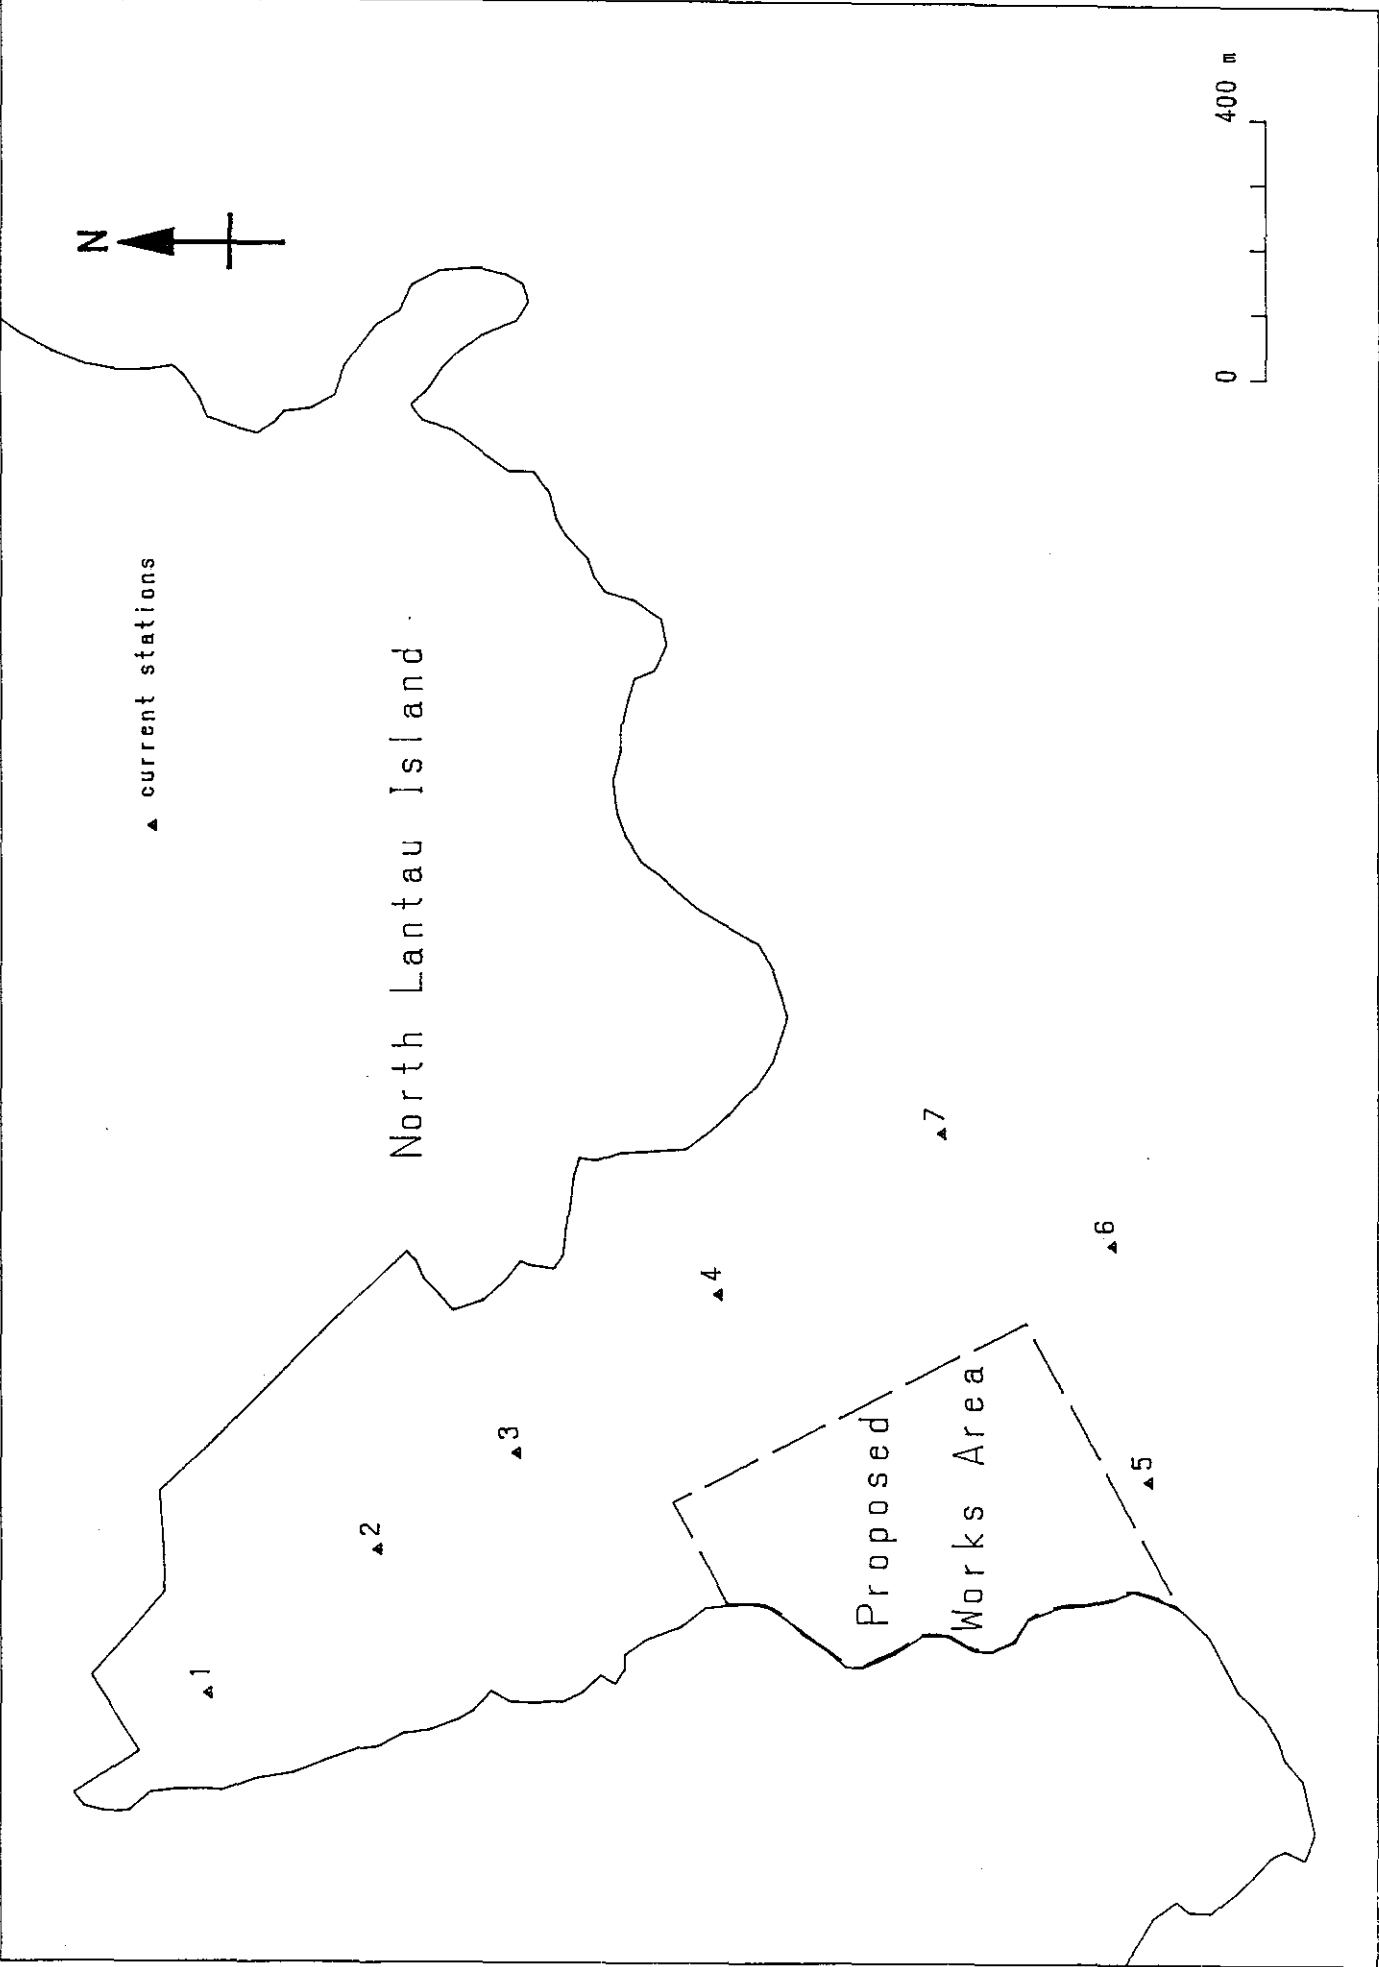 N
▲ current stations
North Lantau Island
▲ 1
▲ 2
▲ 3
▲ 4
▲ 7
▲ 6
▲ 5
Proposed
Works Area
0 400 m